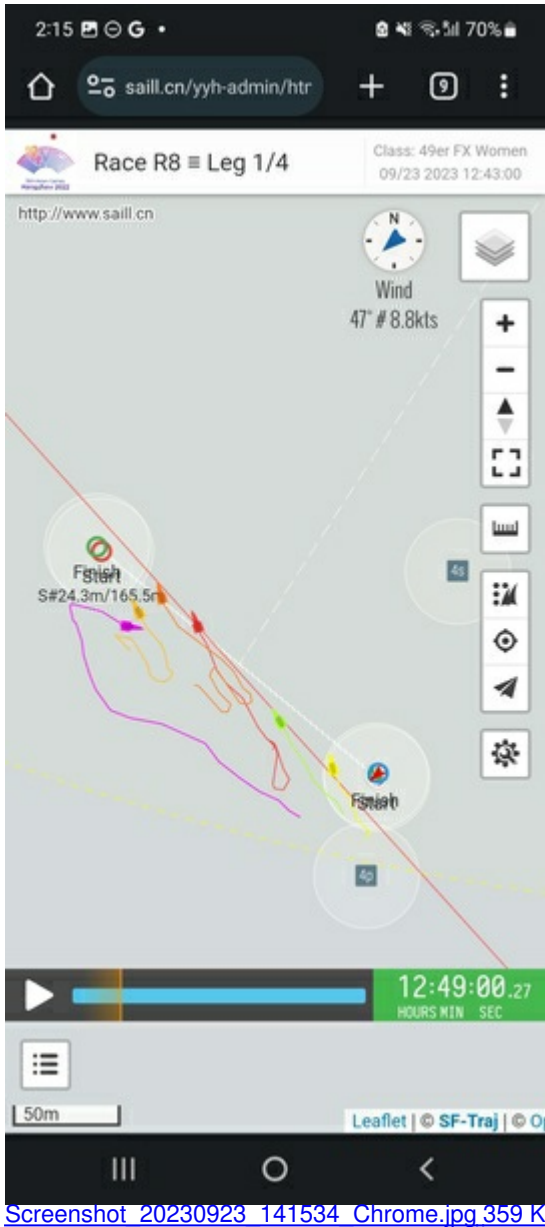 2:15 G • 70%
saill.cn/yyh-admin/htr + 9
Race R8 ≡ Leg 1/4
Class: 49er FX Women
09/23 2023 12:43:00
http://www.saill.cn
N
Wind
47° # 8.8kts
+
−
4s
Finish
Start
S#24.3m/165.5m
Finish
Start
4p
12:49:00.27
HOURS MIN SEC
50m
Leaflet | © SF-Traj | © Op
Screenshot_20230923_141534_Chrome.jpg 359 K